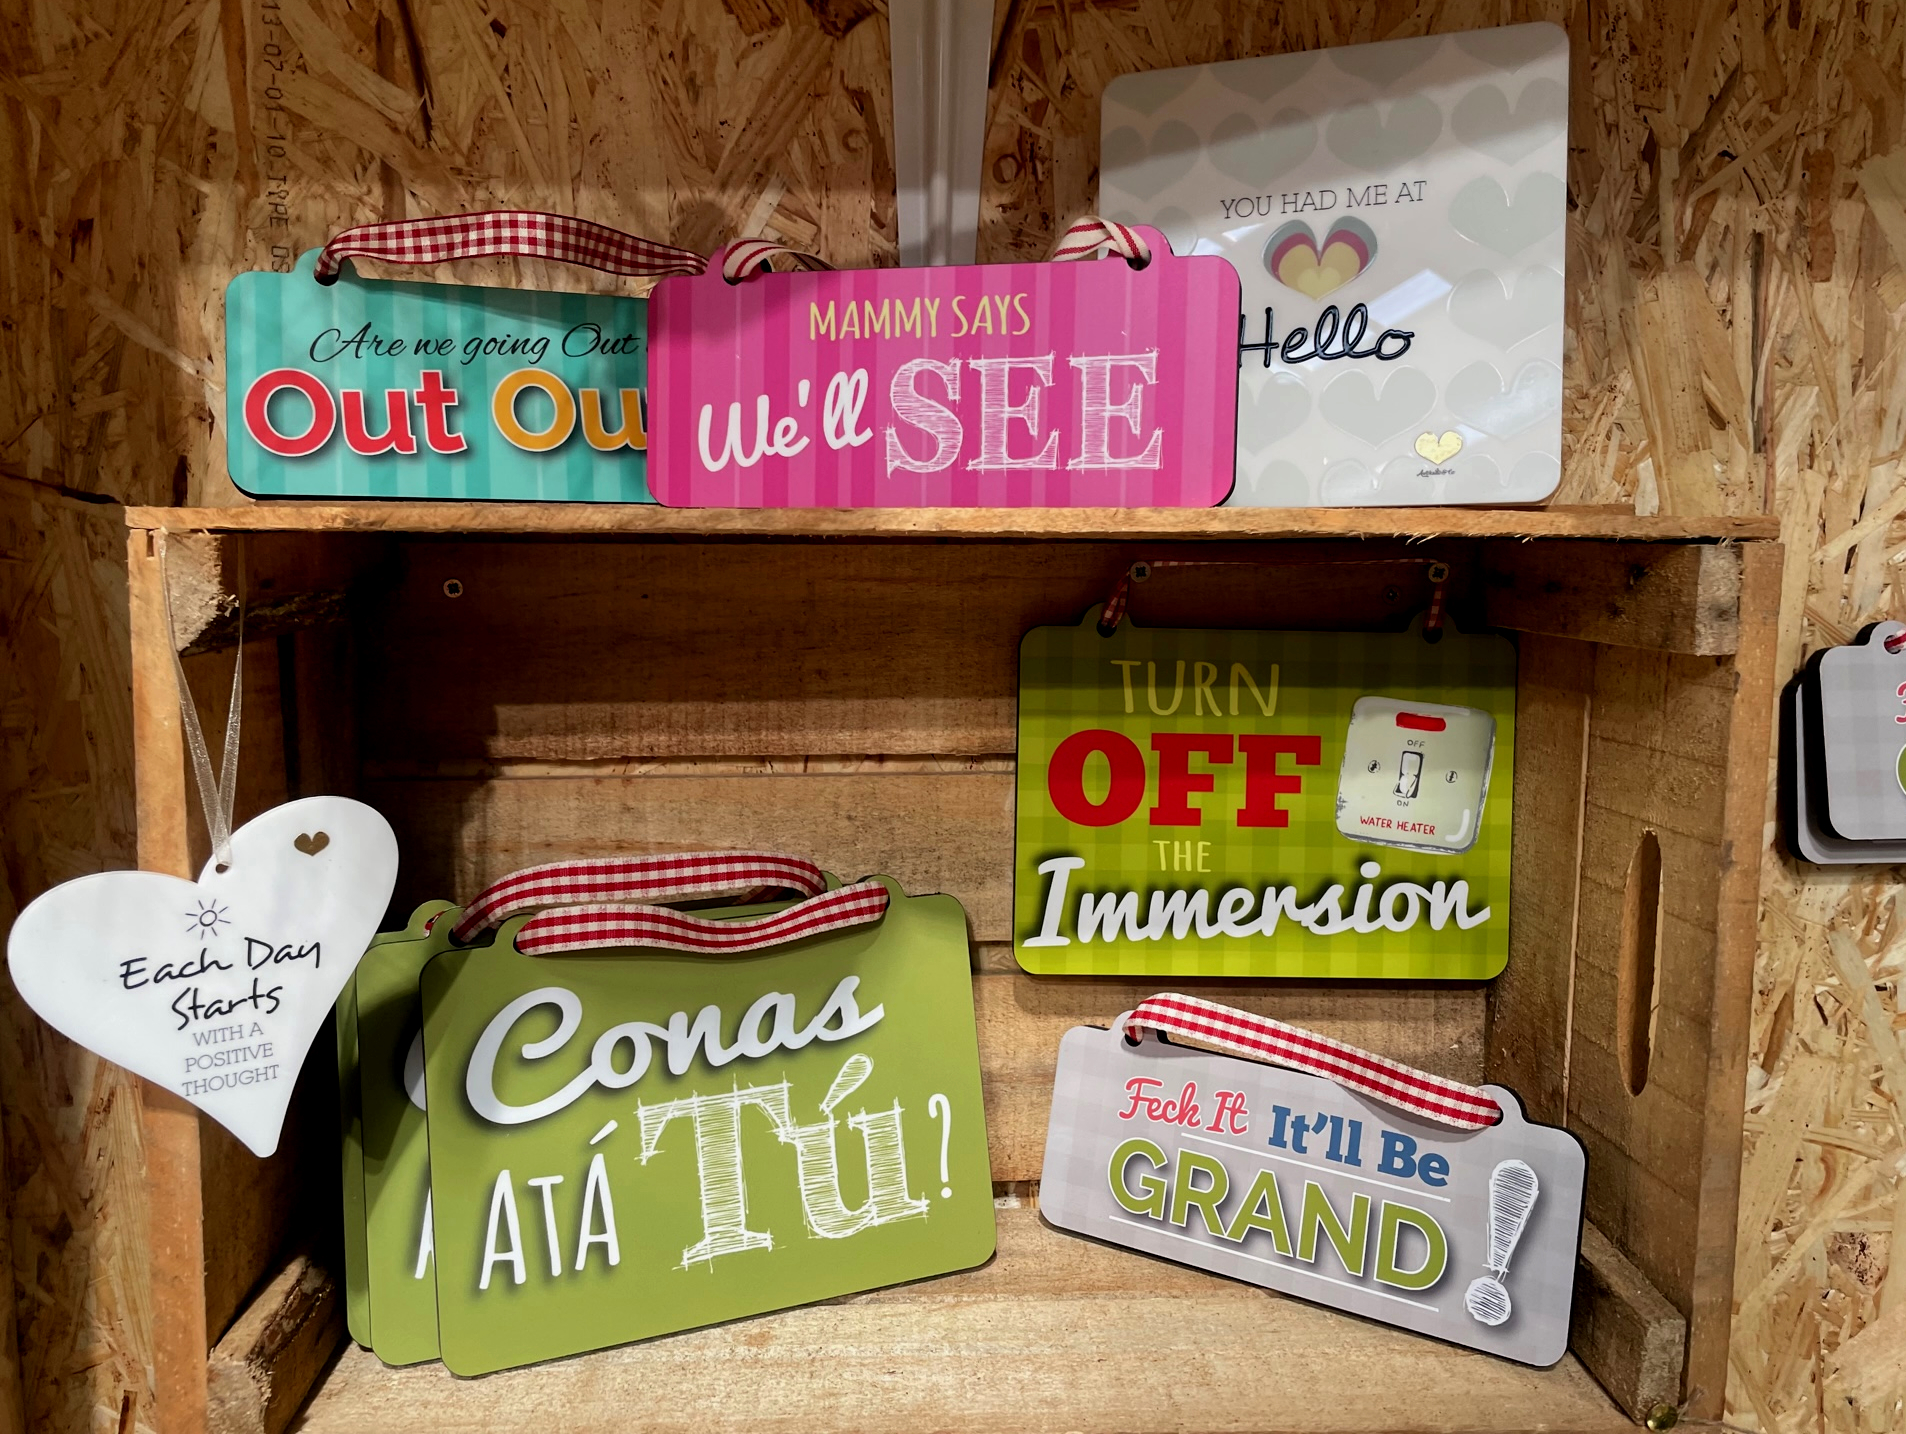 Are we going Out
Out
MAMMY SAYS
We'll SEE
YOU HAD ME AT
Hello
TURN
OFF
THE
Immersion
OFF
ON
WATER HEATER
Each Day
Starts
WITH A
POSITIVE
THOUGHT
Conas
ATÁ Tú?
Feck It It'll Be
GRAND!